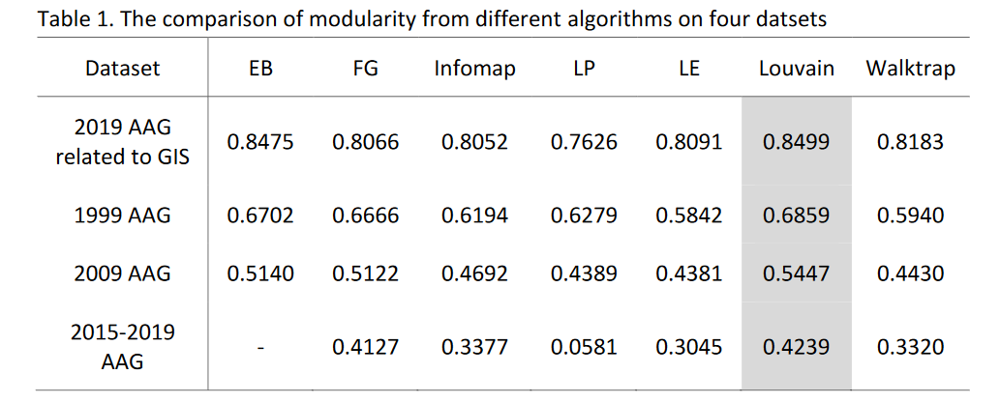 Table 1. The comparison of modularity from different algorithms on four datsets
Dataset EB FG Infomap LP LE Louvain Walktrap
2019 AAG
related to GIS 0.8475 0.8066 0.8052 0.7626 0.8091 0.8499 0.8183
1999 AAG 0.6702 0.6666 0.6194 0.6279 0.5842 0.6859 0.5940
2009 AAG 0.5140 0.5122 0.4692 0.4389 0.4381 0.5447 0.4430
2015-2019
AAG - 0.4127 0.3377 0.0581 0.3045 0.4239 0.3320